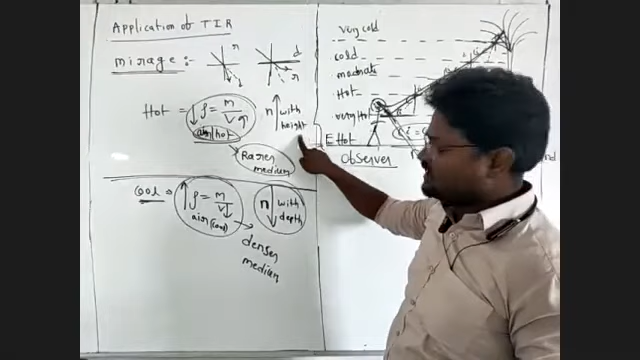 Application of TIR
mirage :-
r
d
r
Hot = ↓ ρ = m/V↑
air/hot
n ↑ with height
Rarer medium
cool = ↑ ρ = m/V↓
air (cool)
n ↓ with depth
denser medium
very cold
cold
moderate
Hot
very Hot
E Hot
Observer